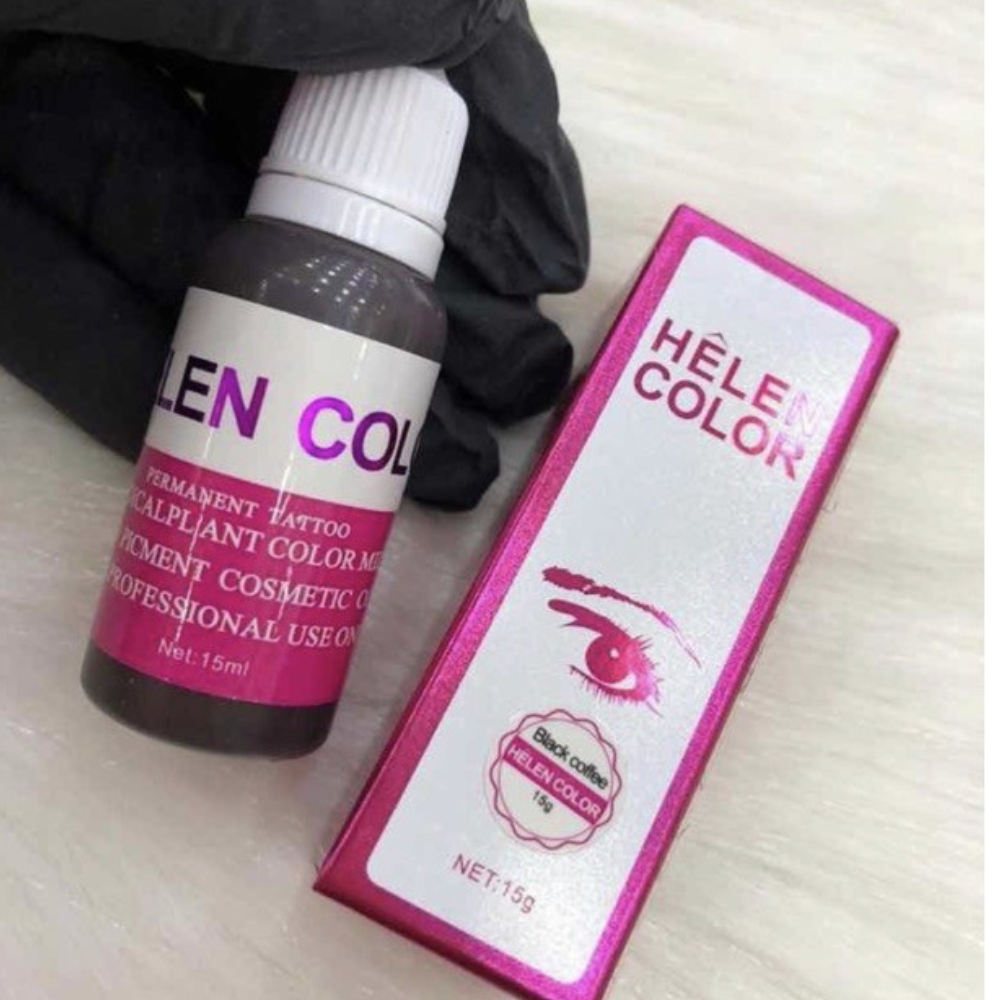 LEN COL
PERMANENT TATTOO
CALPLANT COLOR M
PICMENT COSMETIC C
PROFESSIONAL USE ON
Net:15ml
HÊLEN
COLOR
Black coffee
HELEN COLOR
15g
NET:15g